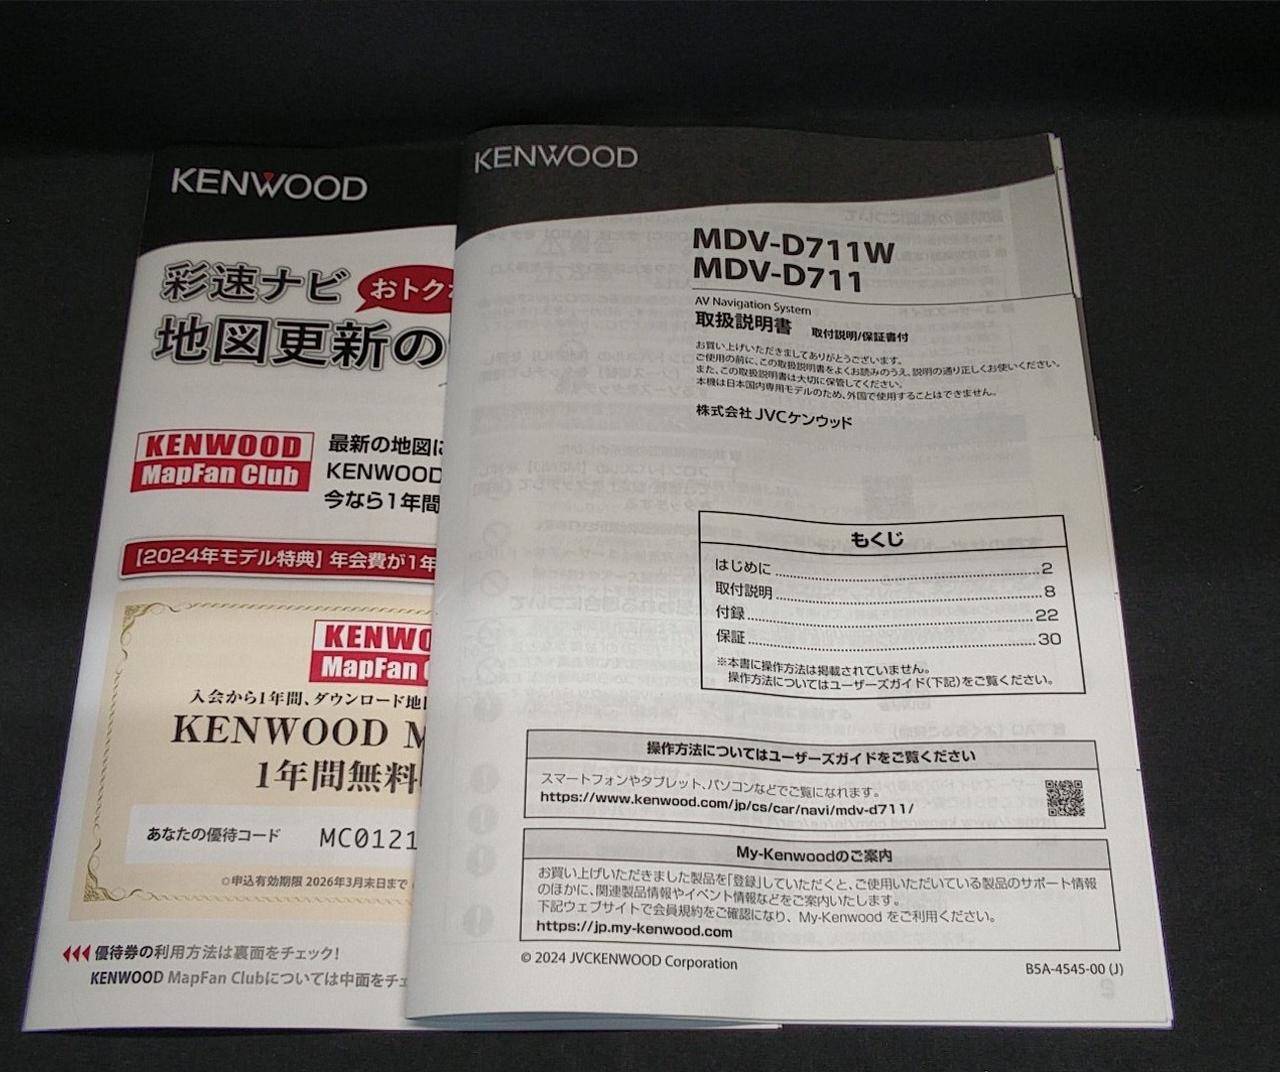 KENWOOD
彩速ナビ おトクな
地図更新の
KENWOOD
MapFan Club
最新の地図に
KENWOOD
今なら1年間
【2024年モデル特典】年会費が1年
KENWO
MapFan
入会から1年間、ダウンロード地
KENWOOD M
1年間無料
あなたの優待コード MC0121
◎申込有効期限 2026年3月末日まで
優待券の利用方法は裏面をチェック!
KENWOOD MapFan Clubについては中面をチェ
KENWOOD
MDV-D711W
MDV-D711
AV Navigation System
取扱説明書 取付説明/保証書付
お買い上げいただきましてありがとうございます。
ご使用の前に、この取扱説明書をよくお読みのうえ、説明の通り正しくお使いください。
また、この取扱説明書は大切に保管してください。
本機は日本国内専用モデルのため、外国で使用することはできません。
株式会社JVCケンウッド
もくじ
はじめに 2
取付説明 8
付録 22
保証 30
※本書に操作方法は掲載されていません。
操作方法についてはユーザーズガイド(下記)をご覧ください。
操作方法についてはユーザーズガイドをご覧ください
スマートフォンやタブレット、パソコンなどでご覧になれます。
https://www.kenwood.com/jp/cs/car/navi/mdv-d711/
My-Kenwoodのご案内
お買い上げいただきました製品を「登録」していただくと、ご使用いただいている製品のサポート情報
のほかに、関連製品情報やイベント情報などをご案内いたします。
下記ウェブサイトで会員規約をご確認になり、My-Kenwood をご利用ください。
https://jp.my-kenwood.com
© 2024 JVCKENWOOD Corporation
B5A-4545-00 (J)